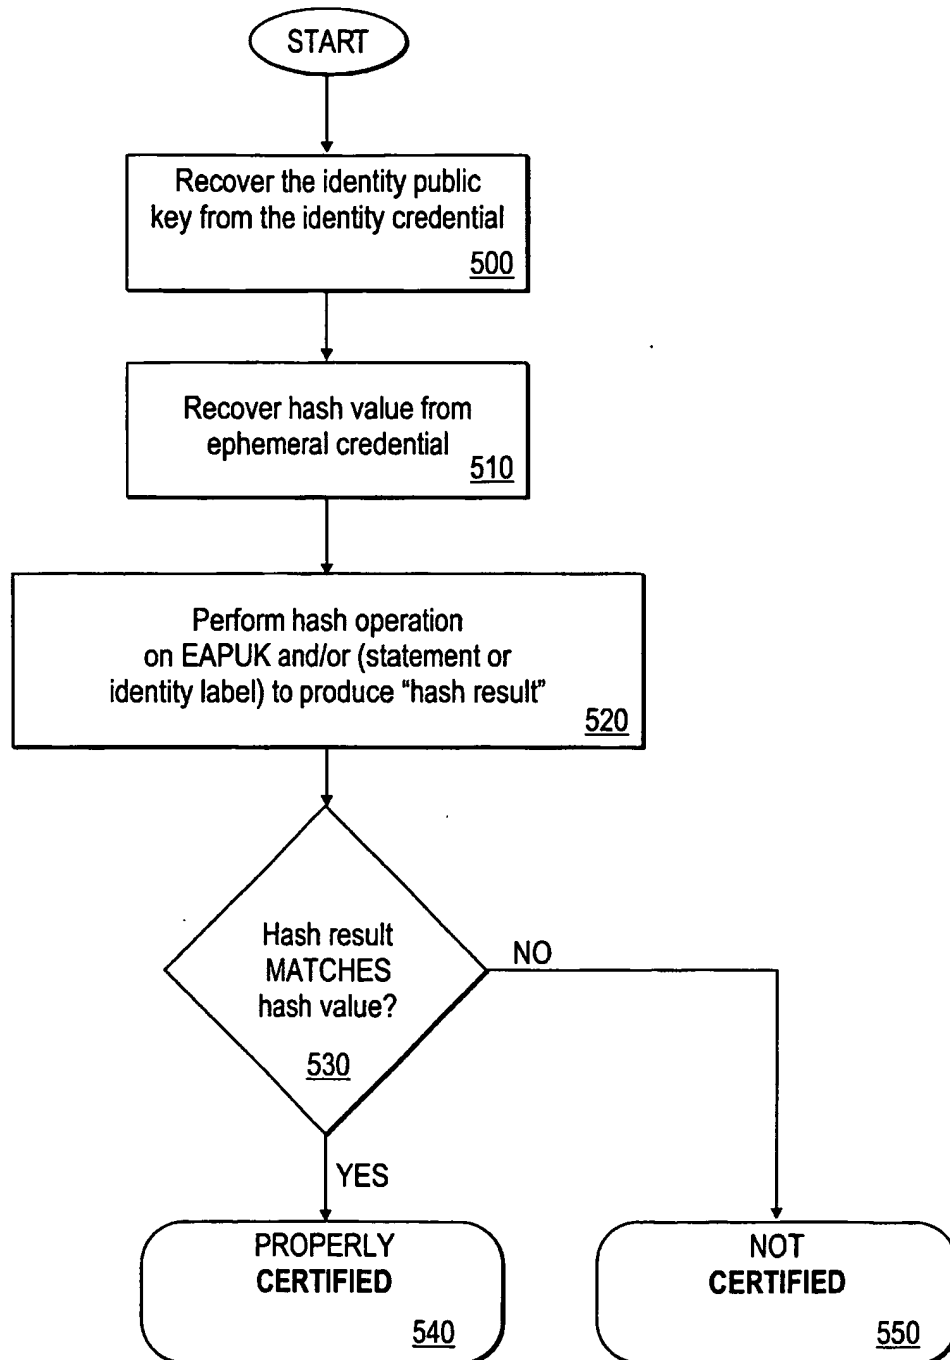 START
Recover the identity public
key from the identity credential
500
Recover hash value from
ephemeral credential
510
Perform hash operation
on EAPUK and/or (statement or
identity label) to produce “hash result”
520
Hash result
MATCHES
hash value?
530
NO
YES
PROPERLY
CERTIFIED
540
NOT
CERTIFIED
550